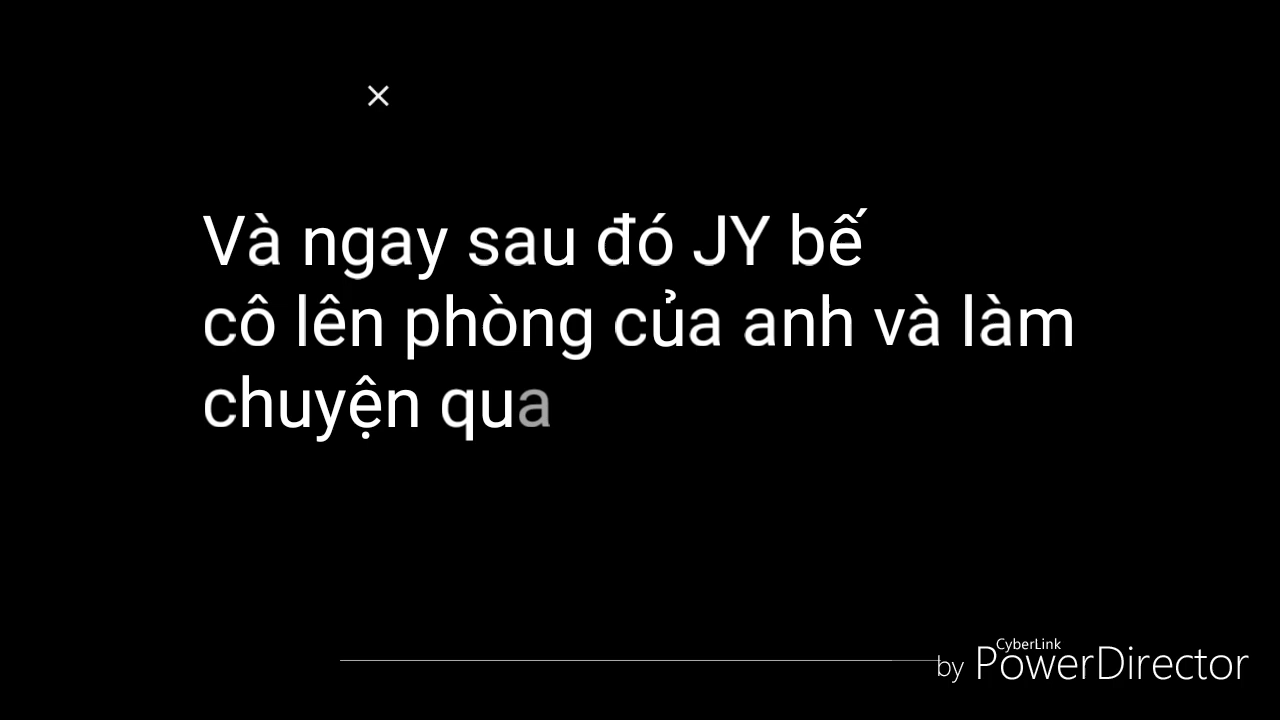 ×
Và ngay sau đó JY bế
cô lên phòng của anh và làm
chuyện qua
CyberLink
by PowerDirector